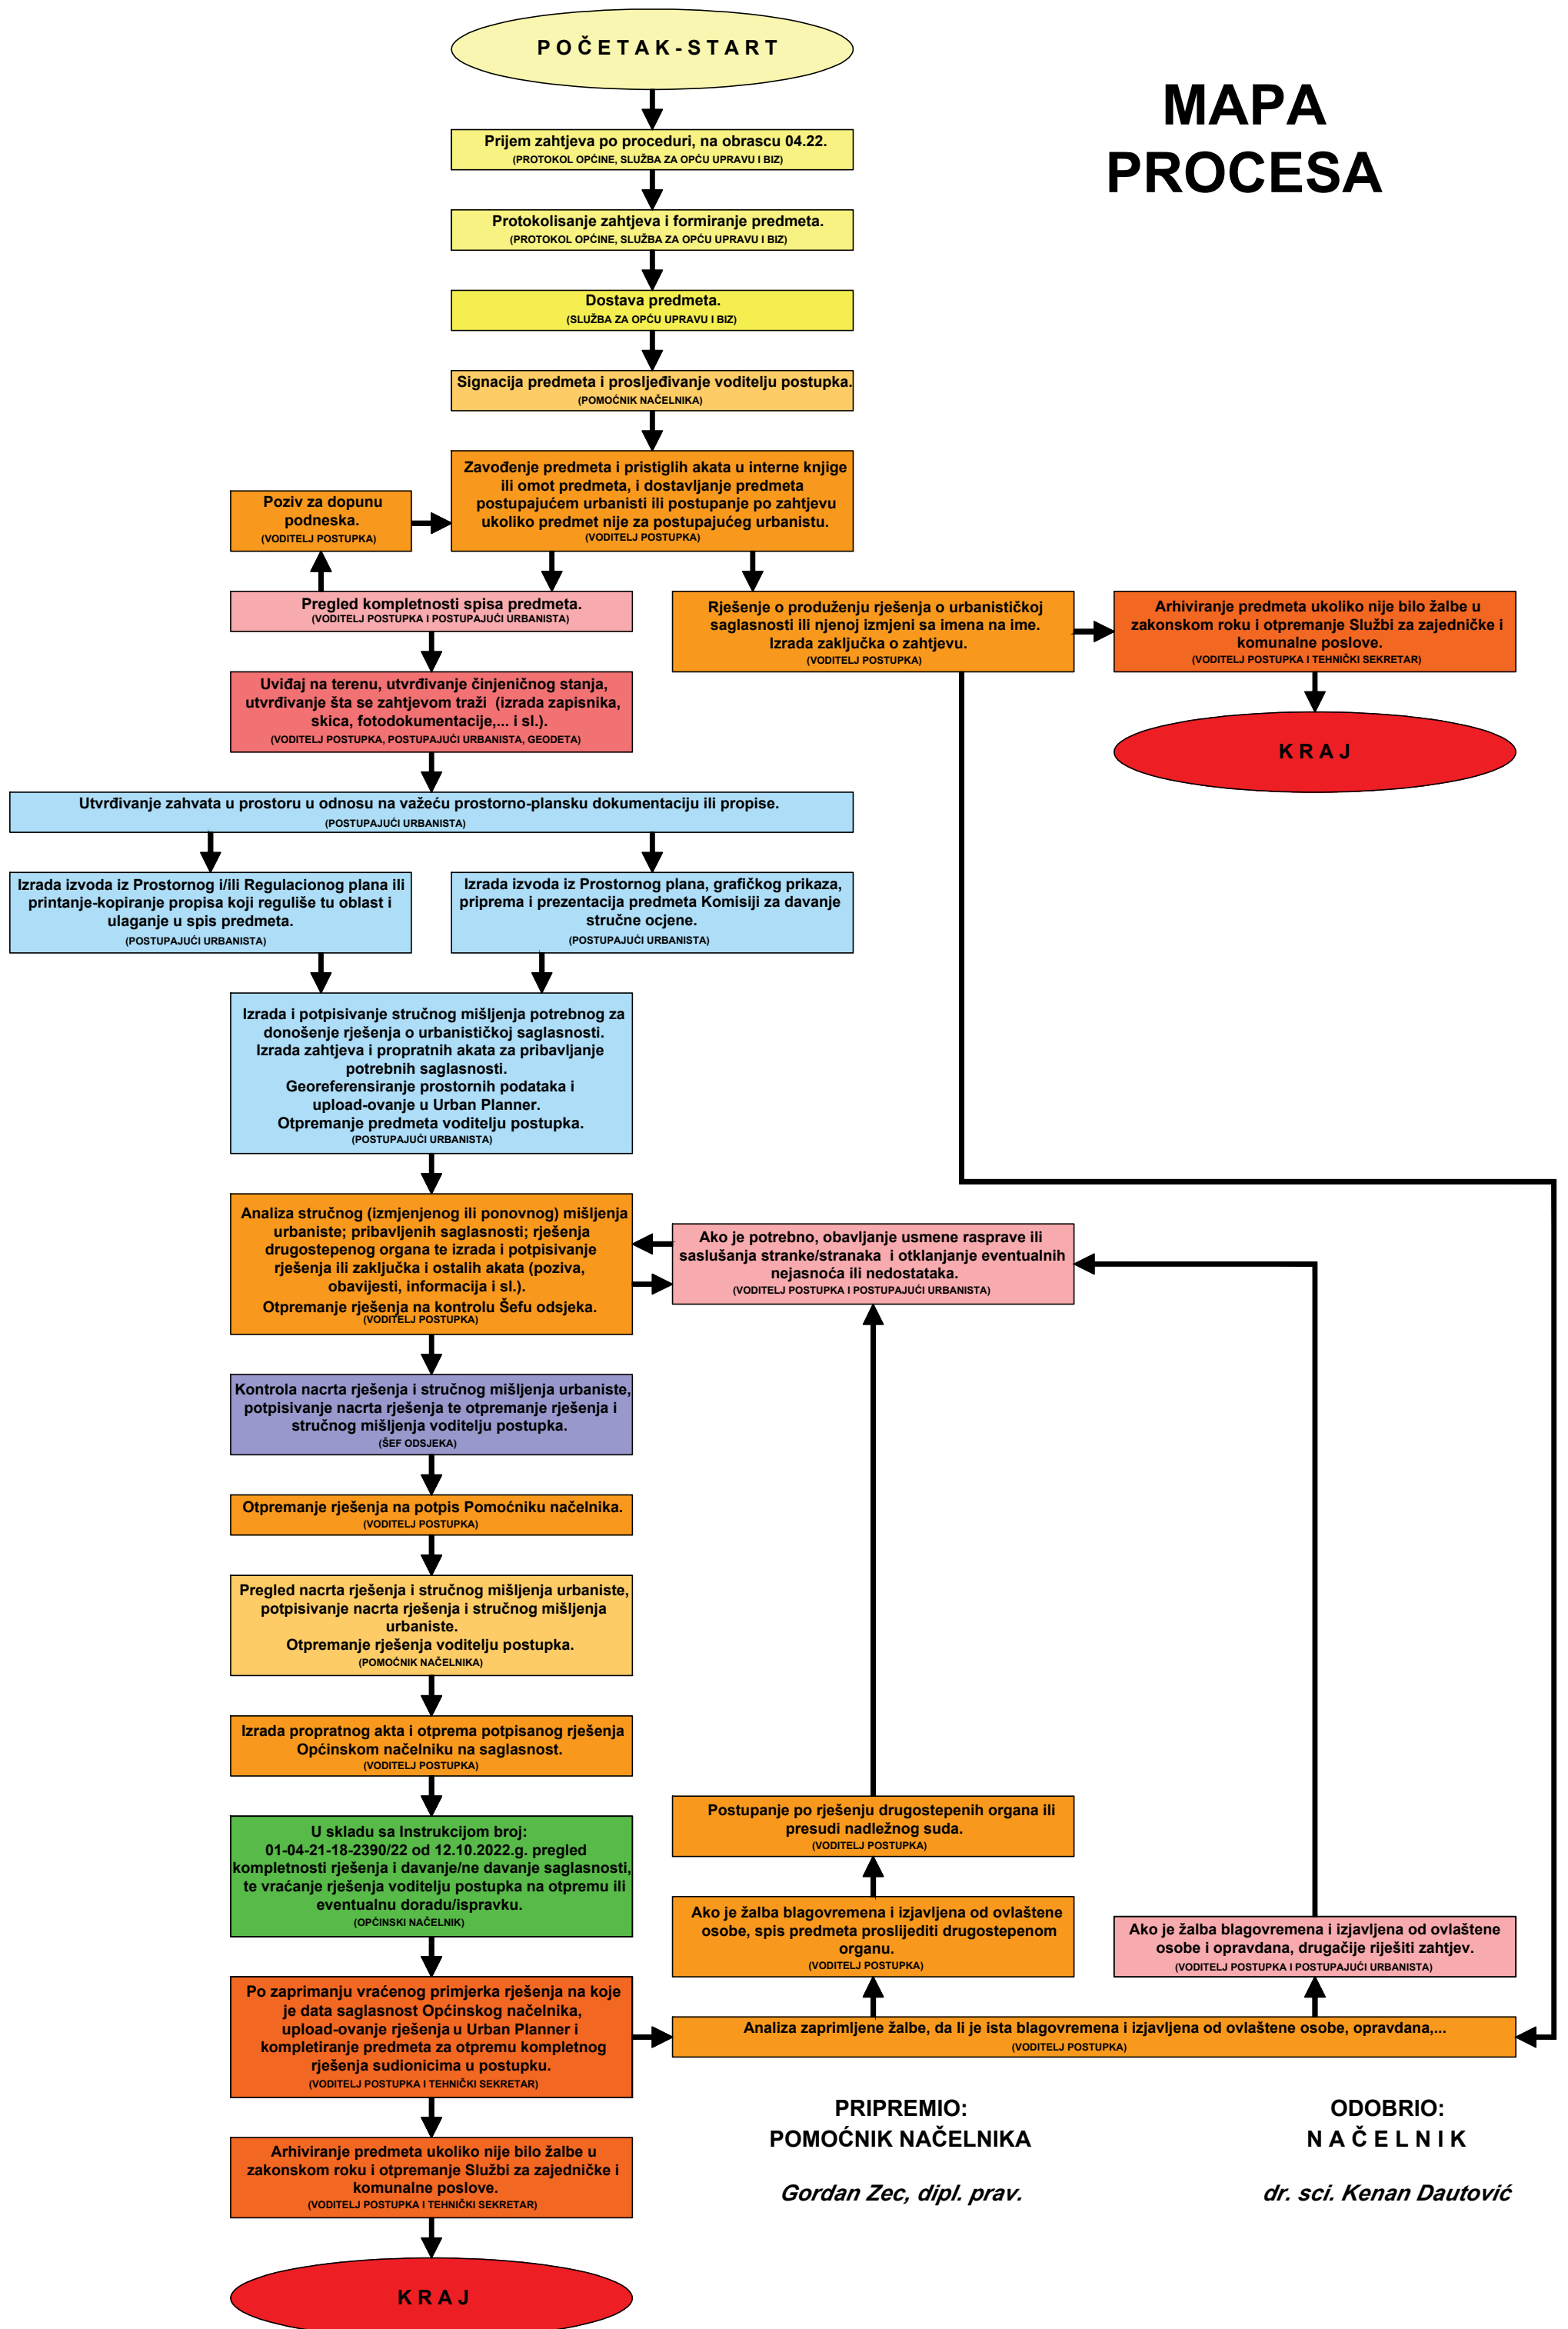 POČETAK-START
MAPA
PROCESA
Prijem zahtjeva po proceduri, na obrascu 04.22.
(PROTOKOL OPĆINE, SLUŽBA ZA OPĆU UPRAVU I BIZ)
Protokolisanje zahtjeva i formiranje predmeta.
(PROTOKOL OPĆINE, SLUŽBA ZA OPĆU UPRAVU I BIZ)
Dostava predmeta.
(SLUŽBA ZA OPĆU UPRAVU I BIZ)
Signacija predmeta i prosljeđivanje voditelju postupka.
(POMOĆNIK NAČELNIKA)
Zavođenje predmeta i pristiglih akata u interne knjige
ili omot predmeta, i dostavljanje predmeta
postupajućem urbanisti ili postupanje po zahtjevu
ukoliko predmet nije za postupajućeg urbanistu.
(VODITELJ POSTUPKA)
Poziv za dopunu
podneska.
(VODITELJ POSTUPKA)
Pregled kompletnosti spisa predmeta.
(VODITELJ POSTUPKA I POSTUPAJUĆI URBANISTA)
Rješenje o produženju rješenja o urbanističkoj
saglasnosti ili njenoj izmjeni sa imena na ime.
Izrada zaključka o zahtjevu.
(VODITELJ POSTUPKA)
Arhiviranje predmeta ukoliko nije bilo žalbe u
zakonskom roku i otpremanje Službi za zajedničke i
komunalne poslove.
(VODITELJ POSTUPKA I TEHNIČKI SEKRETAR)
KRAJ
Uviđaj na terenu, utvrđivanje činjeničnog stanja,
utvrđivanje šta se zahtjevom traži (izrada zapisnika,
skica, fotodokumentacije,... i sl.).
(VODITELJ POSTUPKA, POSTUPAJUĆI URBANISTA, GEODETA)
Utvrđivanje zahvata u prostoru u odnosu na važeću prostorno-plansku dokumentaciju ili propise.
(POSTUPAJUĆI URBANISTA)
Izrada izvoda iz Prostornog i/ili Regulacionog plana ili
printanje-kopiranje propisa koji reguliše tu oblast i
ulaganje u spis predmeta.
(POSTUPAJUĆI URBANISTA)
Izrada izvoda iz Prostornog plana, grafičkog prikaza,
priprema i prezentacija predmeta Komisiji za davanje
stručne ocjene.
(POSTUPAJUĆI URBANISTA)
Izrada i potpisivanje stručnog mišljenja potrebnog za
donošenje rješenja o urbanističkoj saglasnosti.
Izrada zahtjeva i propratnih akata za pribavljanje
potrebnih saglasnosti.
Georeferensiranje prostornih podataka i
upload-ovanje u Urban Planner.
Otpremanje predmeta voditelju postupka.
(POSTUPAJUĆI URBANISTA)
Analiza stručnog (izmjenjenog ili ponovnog) mišljenja
urbaniste; pribavljenih saglasnosti; rješenja
drugostepenog organa te izrada i potpisivanje
rješenja ili zaključka i ostalih akata (poziva,
obavijesti, informacija i sl.).
Otpremanje rješenja na kontrolu Šefu odsjeka.
(VODITELJ POSTUPKA)
Ako je potrebno, obavljanje usmene rasprave ili
saslušanja stranke/stranaka i otklanjanje eventualnih
nejasnoća ili nedostataka.
(VODITELJ POSTUPKA I POSTUPAJUĆI URBANISTA)
Kontrola nacrta rješenja i stručnog mišljenja urbaniste,
potpisivanje nacrta rješenja te otpremanje rješenja i
stručnog mišljenja voditelju postupka.
(ŠEF ODSJEKA)
Otpremanje rješenja na potpis Pomoćniku načelnika.
(VODITELJ POSTUPKA)
Pregled nacrta rješenja i stručnog mišljenja urbaniste,
potpisivanje nacrta rješenja i stručnog mišljenja
urbaniste.
Otpremanje rješenja voditelju postupka.
(POMOĆNIK NAČELNIKA)
Izrada propratnog akta i otprema potpisanog rješenja
Općinskom načelniku na saglasnost.
(VODITELJ POSTUPKA)
U skladu sa Instrukcijom broj:
01-04-21-18-2390/22 od 12.10.2022.g. pregled
kompletnosti rješenja i davanje/ne davanje saglasnosti,
te vraćanje rješenja voditelju postupka na otpremu ili
eventualnu doradu/ispravku.
(OPĆINSKI NAČELNIK)
Postupanje po rješenju drugostepenih organa ili
presudi nadležnog suda.
(VODITELJ POSTUPKA)
Ako je žalba blagovremena i izjavljena od ovlaštene
osobe, spis predmeta proslijediti drugostepenom
organu.
(VODITELJ POSTUPKA)
Ako je žalba blagovremena i izjavljena od ovlaštene
osobe i opravdana, drugačije riješiti zahtjev.
(VODITELJ POSTUPKA I POSTUPAJUĆI URBANISTA)
Po zaprimanju vraćenog primjerka rješenja na koje
je data saglasnost Općinskog načelnika,
upload-ovanje rješenja u Urban Planner i
kompletiranje predmeta za otpremu kompletnog
rješenja sudionicima u postupku.
(VODITELJ POSTUPKA I TEHNIČKI SEKRETAR)
Analiza zaprimljene žalbe, da li je ista blagovremena i izjavljena od ovlaštene osobe, opravdana,...
(VODITELJ POSTUPKA)
Arhiviranje predmeta ukoliko nije bilo žalbe u
zakonskom roku i otpremanje Službi za zajedničke i
komunalne poslove.
(VODITELJ POSTUPKA I TEHNIČKI SEKRETAR)
KRAJ
PRIPREMIO:
POMOĆNIK NAČELNIKA
Gordan Zec, dipl. prav.
ODOBRIO:
NAČELNIK
dr. sci. Kenan Dautović